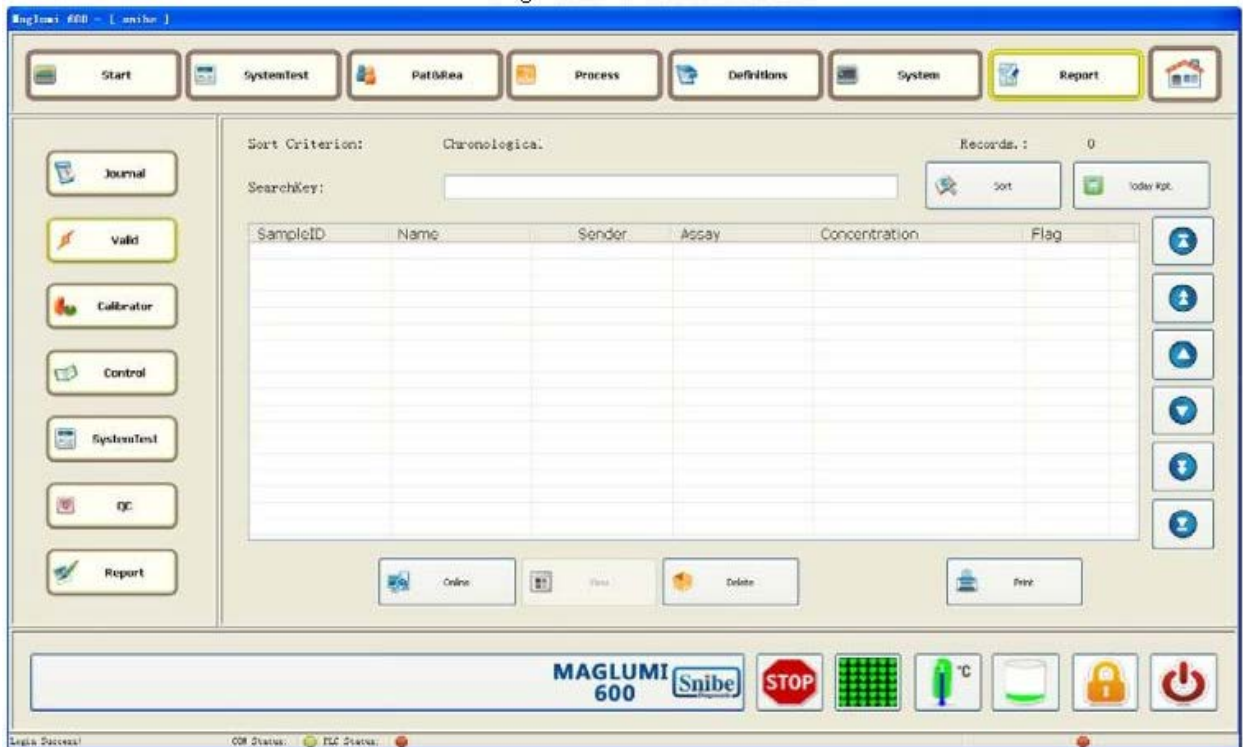 Maglumi 600 - [ snibe ]
Start SystemTest Pat&Rea Process Definitions System Report
Sort Criterion: Chronological Records.: 0
Journal
SearchKey: Sort Today Rpt.
SampleID Name Sender Assay Concentration Flag
Valid
Calibrator
Control
SystemTest
QC
Report
Online View Delete Print
MAGLUMI
600
Snibe
STOP
°C
Login Success! COM Status: PLC Status: